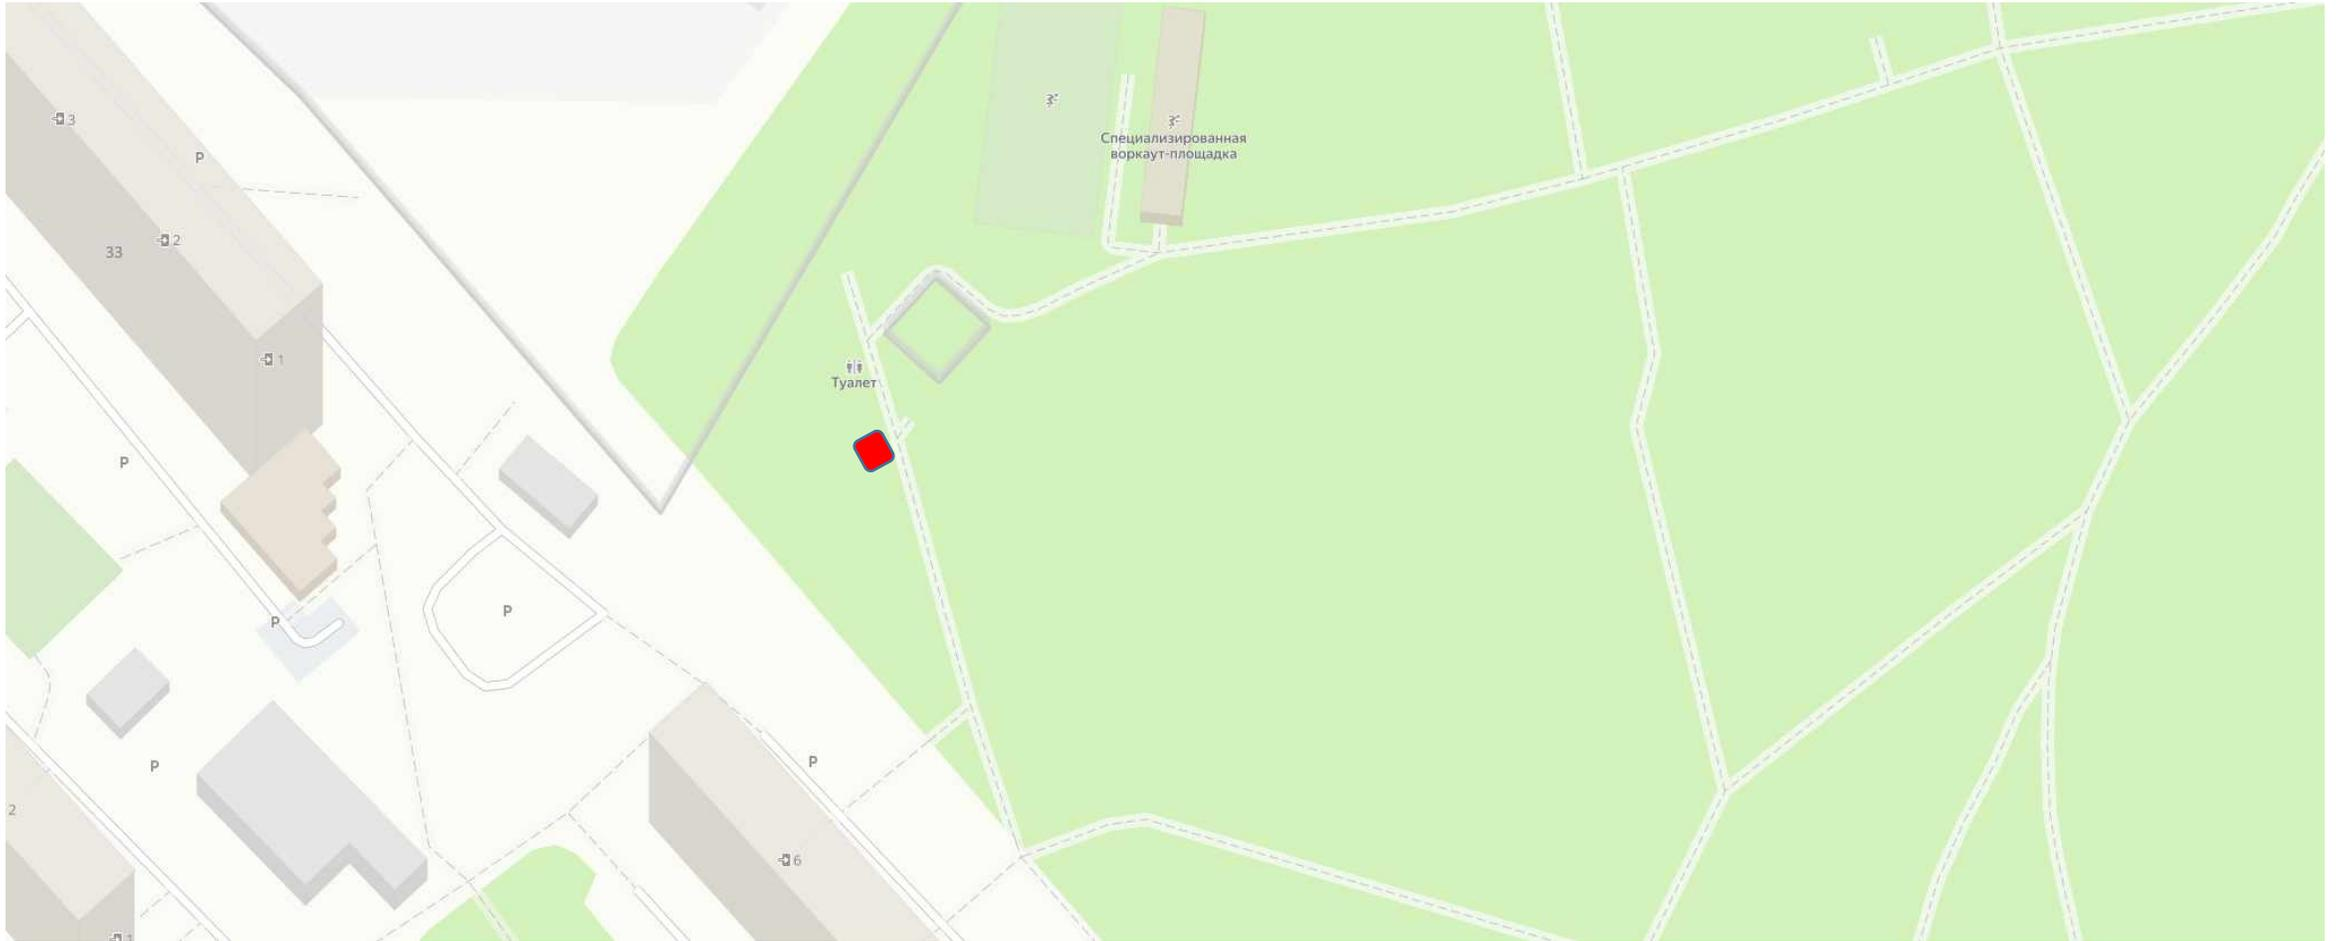 3
P
Специализированная
воркаут-площадка
2
33
1
Туалет
P
P
P
P
P
2
6
1